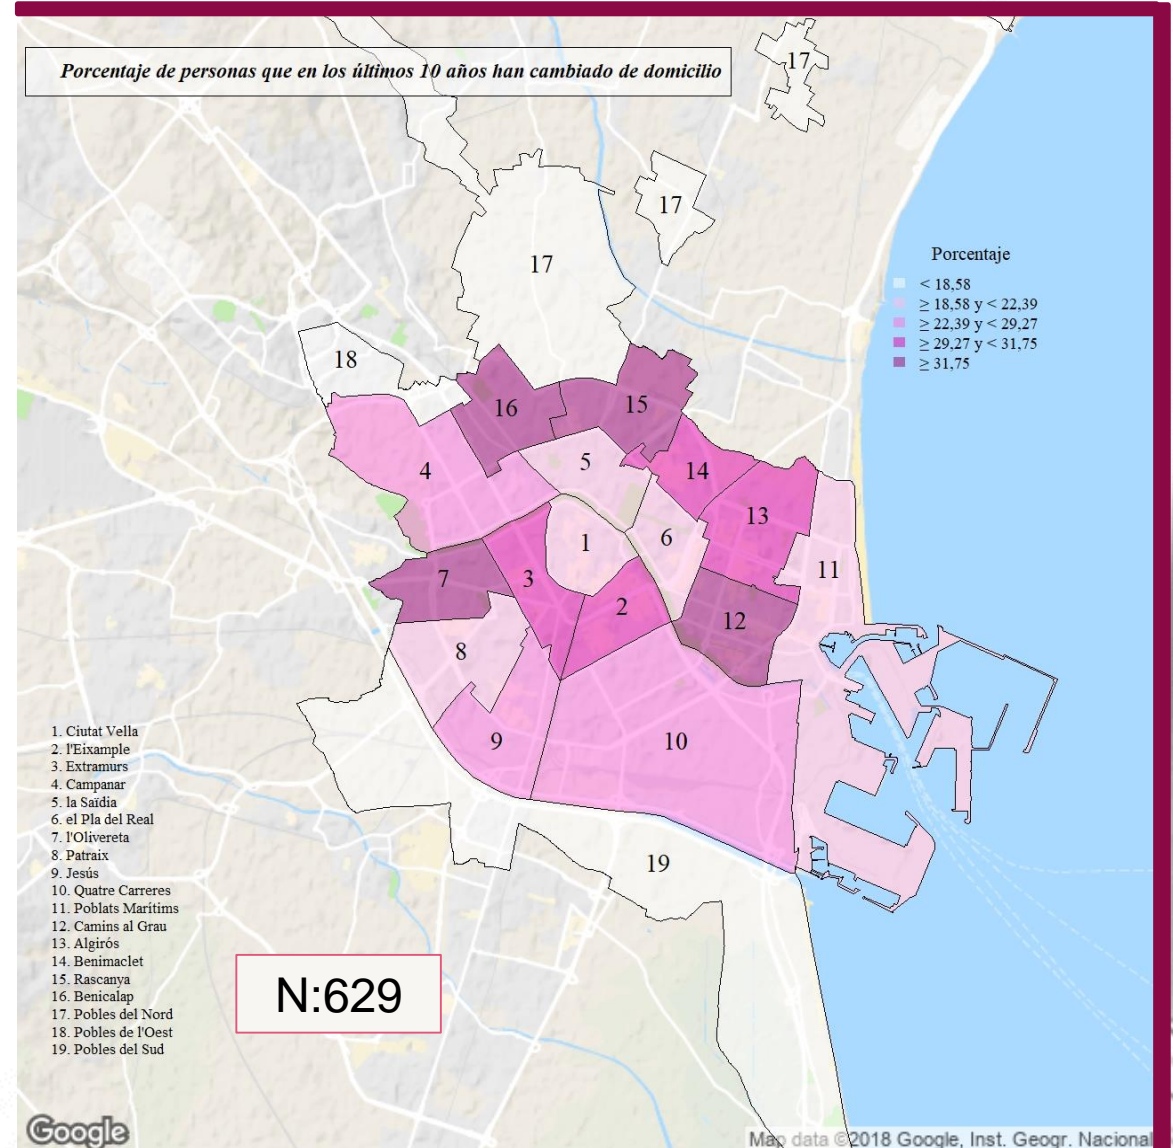 Porcentaje de personas que en los últimos 10 años han cambiado de domicilio
17
17
17
Porcentaje
< 18,58
≥ 18,58 y < 22,39
≥ 22,39 y < 29,27
≥ 29,27 y < 31,75
≥ 31,75
18
16
15
4
5
14
13
1
6
11
7
3
2
12
8
9
10
19
1. Ciutat Vella
2. l'Eixample
3. Extramurs
4. Campanar
5. la Saïdia
6. el Pla del Real
7. l'Olivereta
8. Patraix
9. Jesús
10. Quatre Carreres
11. Poblats Marítims
12. Camins al Grau
13. Algirós
14. Benimaclet
15. Rascanya
16. Benicalap
17. Pobles del Nord
18. Pobles de l'Oest
19. Pobles del Sud
N:629
Google
Map data ©2018 Google, Inst. Geogr. Nacional